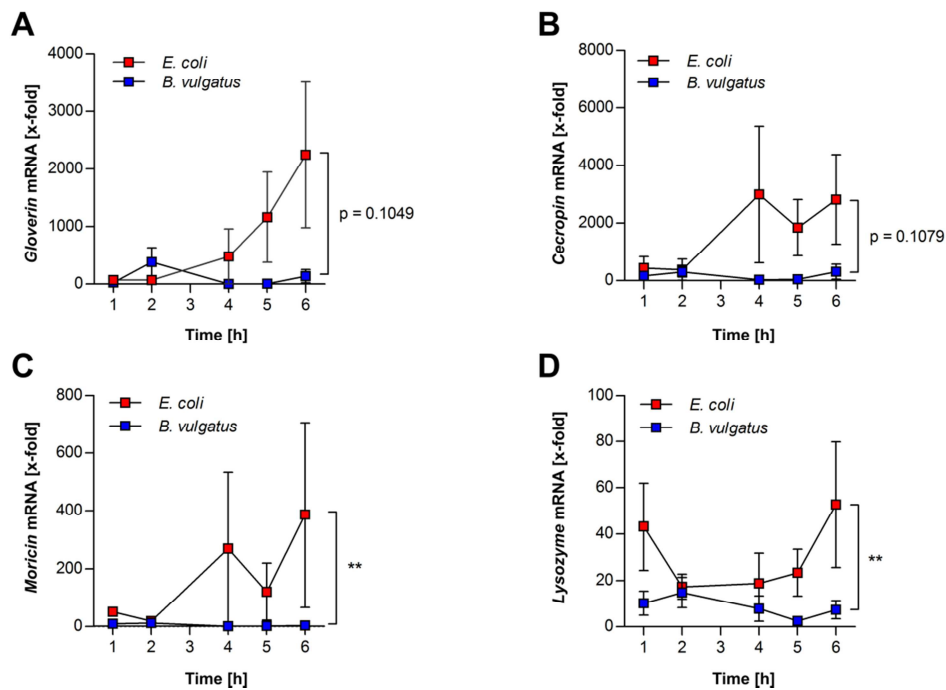 A
Gloverin mRNA [x-fold]
4000
3000
2000
1000
0
E. coli
B. vulgatus
p = 0.1049
1 2 3 4 5 6
Time [h]
B
Cecropin mRNA [x-fold]
8000
6000
4000
2000
0
E. coli
B. vulgatus
p = 0.1079
1 2 3 4 5 6
Time [h]
C
Moricin mRNA [x-fold]
800
600
400
200
0
E. coli
B. vulgatus
**
1 2 3 4 5 6
Time [h]
D
Lysozyme mRNA [x-fold]
100
80
60
40
20
0
E. coli
B. vulgatus
**
1 2 3 4 5 6
Time [h]